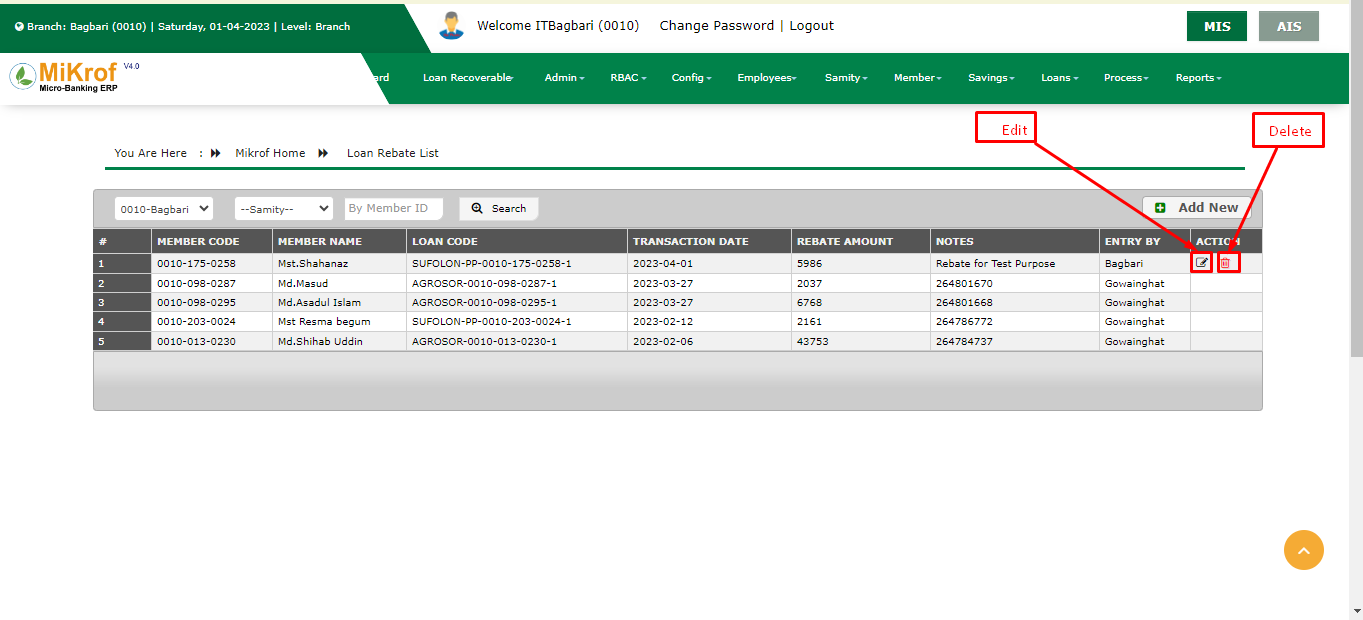 Branch: Bagbari (0010) | Saturday, 01-04-2023 | Level: Branch
Welcome ITBagbari (0010) Change Password | Logout
MIS AIS
MiKrof V4.0
Micro-Banking ERP
ard Loan Recoverable Admin RBAC Config Employees Samity Member Savings Loans Process Reports
Edit Delete
You Are Here : Mikrof Home Loan Rebate List
0010-Bagbari --Samity-- By Member ID Search Add New
# MEMBER CODE MEMBER NAME LOAN CODE TRANSACTION DATE REBATE AMOUNT NOTES ENTRY BY ACTION
1 0010-175-0258 Mst.Shahanaz SUFOLON-PP-0010-175-0258-1 2023-04-01 5986 Rebate for Test Purpose Bagbari
2 0010-098-0287 Md.Masud AGROSOR-0010-098-0287-1 2023-03-27 2037 264801670 Gowainghat
3 0010-098-0295 Md.Asadul Islam AGROSOR-0010-098-0295-1 2023-03-27 6768 264801668 Gowainghat
4 0010-203-0024 Mst Resma begum SUFOLON-PP-0010-203-0024-1 2023-02-12 2161 264786772 Gowainghat
5 0010-013-0230 Md.Shihab Uddin AGROSOR-0010-013-0230-1 2023-02-06 43753 264784737 Gowainghat